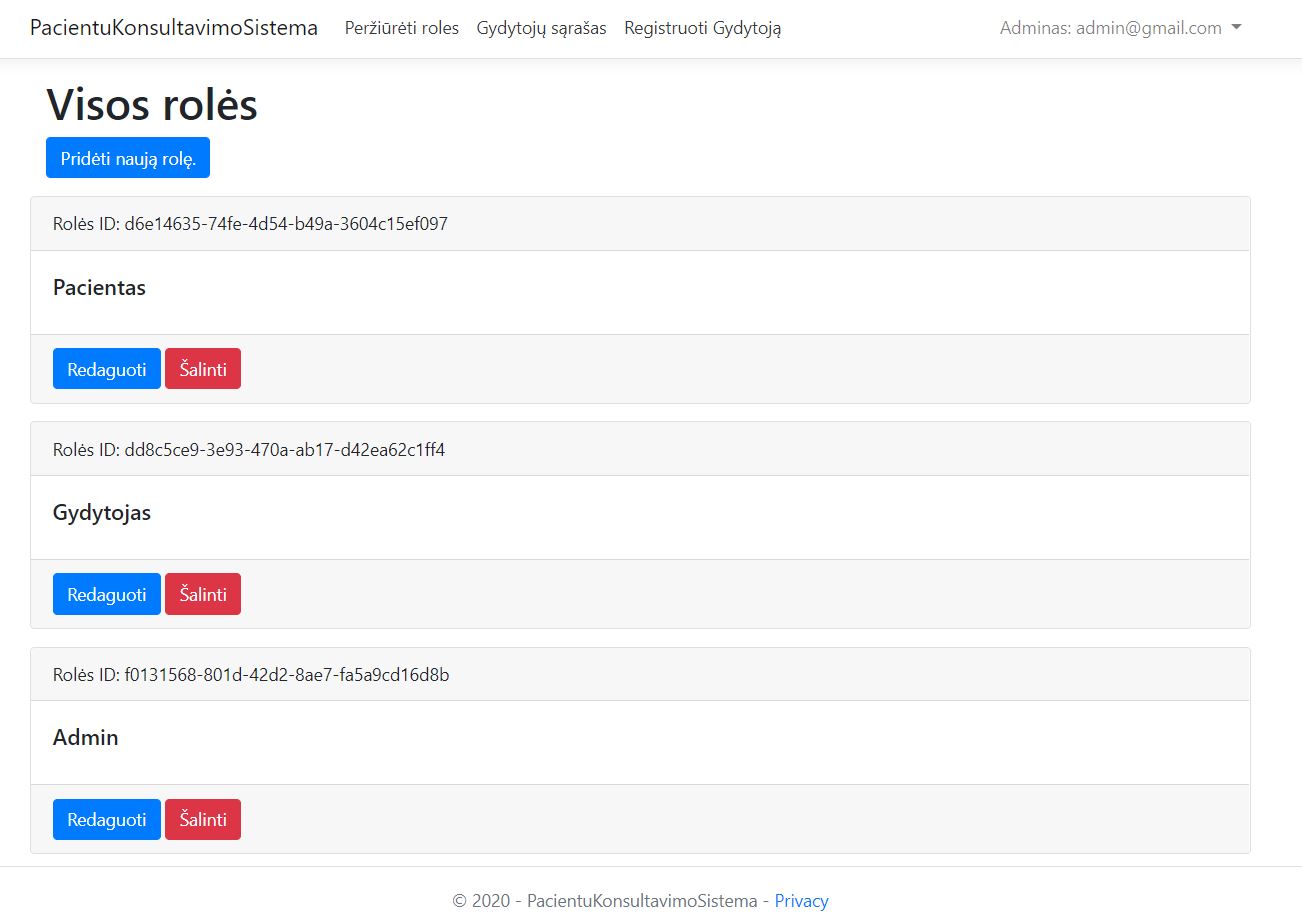 PacientuKonsultavimoSistema Peržiūrėti roles Gydytojų sąrašas Registruoti Gydytoją Adminas: admin@gmail.com
Visos rolės
Pridėti naują rolę.
Rolės ID: d6e14635-74fe-4d54-b49a-3604c15ef097
Pacientas
Redaguoti Šalinti
Rolės ID: dd8c5ce9-3e93-470a-ab17-d42ea62c1ff4
Gydytojas
Redaguoti Šalinti
Rolės ID: f0131568-801d-42d2-8ae7-fa5a9cd16d8b
Admin
Redaguoti Šalinti
© 2020 - PacientuKonsultavimoSistema - Privacy